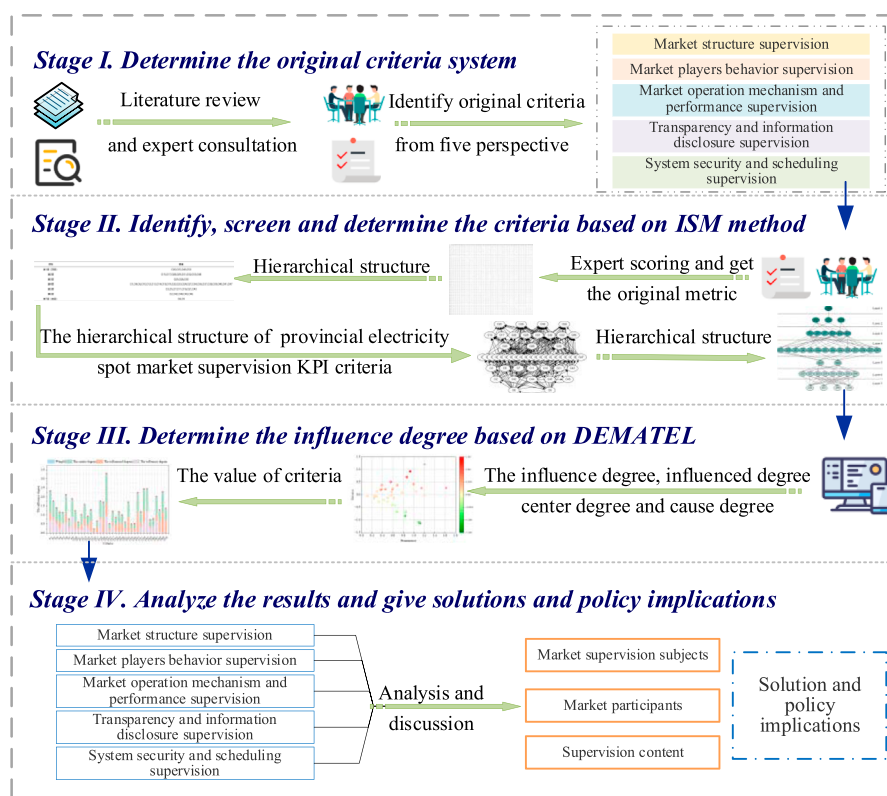 Stage I. Determine the original criteria system
Literature review
and expert consultation
Identify original criteria
from five perspective
Market structure supervision
Market players behavior supervision
Market operation mechanism and
performance supervision
Transparency and information
disclosure supervision
System security and scheduling
supervision
Stage II. Identify, screen and determine the criteria based on ISM method
Hierarchical structure
Expert scoring and get
the original metric
The hierarchical structure of provincial electricity
spot market supervision KPI criteria
Hierarchical structure
Stage III. Determine the influence degree based on DEMATEL
The value of criteria
The influence degree, influenced degree
center degree and cause degree
Stage IV. Analyze the results and give solutions and policy implications
Market structure supervision
Market players behavior supervision
Market operation mechanism and
performance supervision
Transparency and information
disclosure supervision
System security and scheduling
supervision
Analysis and
discussion
Market supervision subjects
Market participants
Supervision content
Solution and
policy
implications